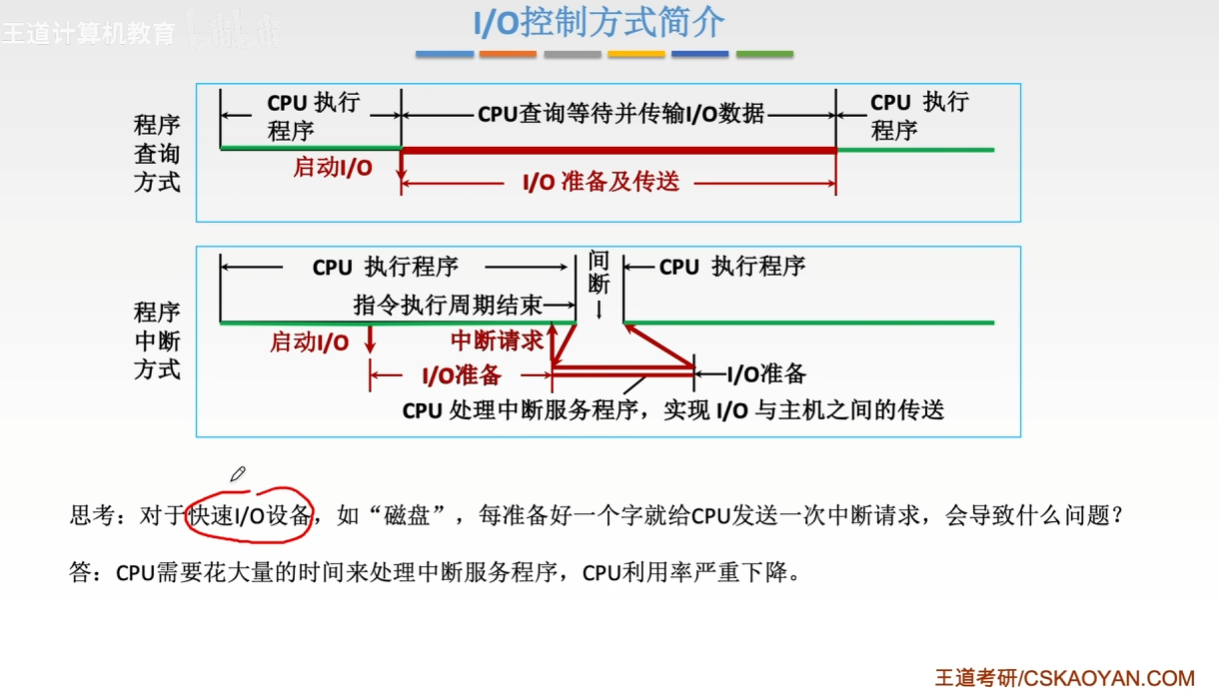 王道计算机教育
I/O控制方式简介
程序
查询
方式
CPU 执行
程序
CPU查询等待并传输I/O数据
CPU 执行
程序
启动I/O
I/O 准备及传送
程序
中断
方式
CPU 执行程序
间
断
CPU 执行程序
指令执行周期结束
启动I/O
中断请求
I/O准备
I/O准备
CPU 处理中断服务程序，实现 I/O 与主机之间的传送
思考：对于快速I/O设备，如“磁盘”，每准备好一个字就给CPU发送一次中断请求，会导致什么问题？
答：CPU需要花大量的时间来处理中断服务程序，CPU利用率严重下降。
王道考研/CSKAOYAN.COM